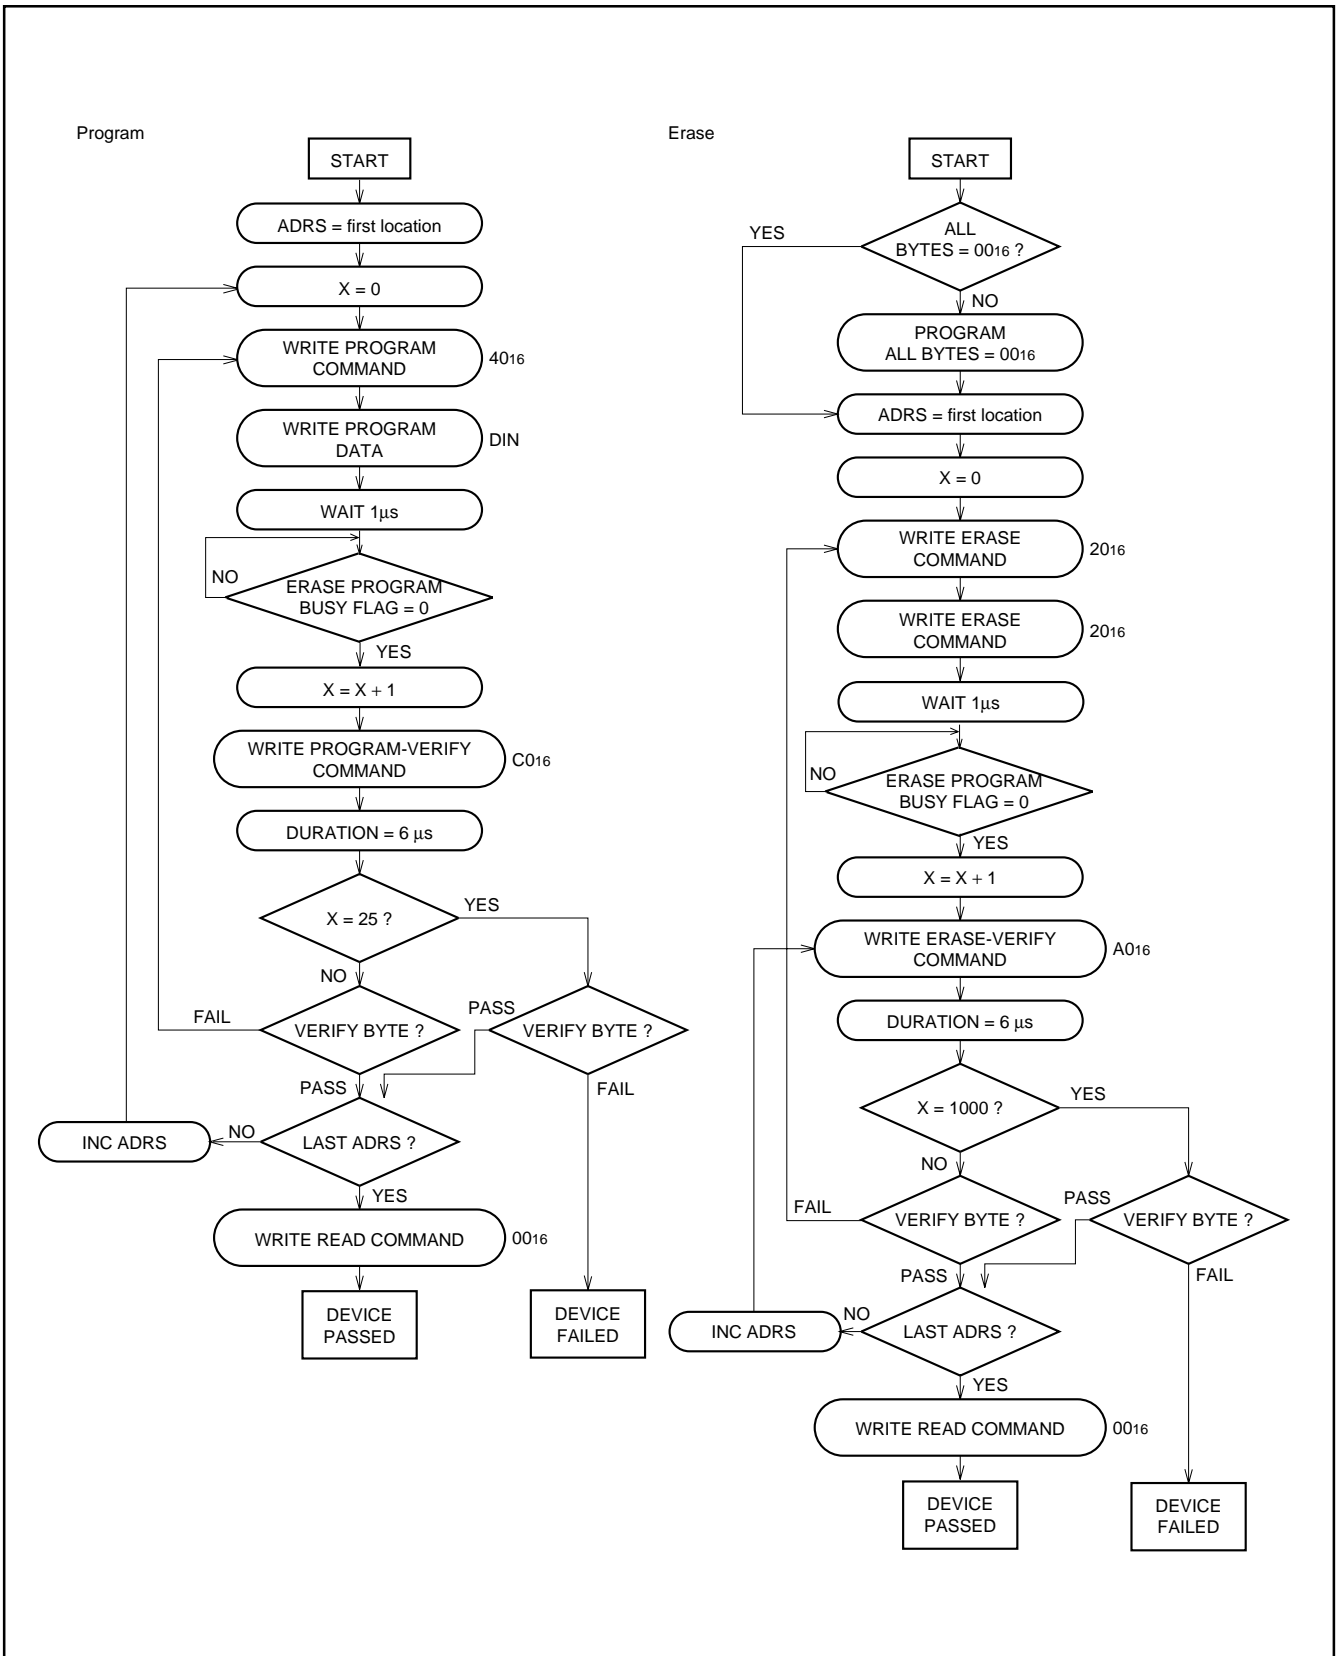 Program
START
ADRS = first location
X = 0
WRITE PROGRAM
COMMAND
4016
WRITE PROGRAM
DATA
DIN
WAIT 1μs
NO
ERASE PROGRAM
BUSY FLAG = 0
YES
X = X + 1
WRITE PROGRAM-VERIFY
COMMAND
C016
DURATION = 6 μs
X = 25 ?
YES
NO
FAIL
VERIFY BYTE ?
PASS
VERIFY BYTE ?
PASS
FAIL
INC ADRS
NO
LAST ADRS ?
YES
WRITE READ COMMAND
0016
DEVICE
PASSED
DEVICE
FAILED
Erase
START
YES
ALL
BYTES = 0016 ?
NO
PROGRAM
ALL BYTES = 0016
ADRS = first location
X = 0
WRITE ERASE
COMMAND
2016
WRITE ERASE
COMMAND
2016
WAIT 1μs
NO
ERASE PROGRAM
BUSY FLAG = 0
YES
X = X + 1
WRITE ERASE-VERIFY
COMMAND
A016
DURATION = 6 μs
X = 1000 ?
YES
NO
FAIL
VERIFY BYTE ?
PASS
VERIFY BYTE ?
PASS
FAIL
INC ADRS
NO
LAST ADRS ?
YES
WRITE READ COMMAND
0016
DEVICE
PASSED
DEVICE
FAILED